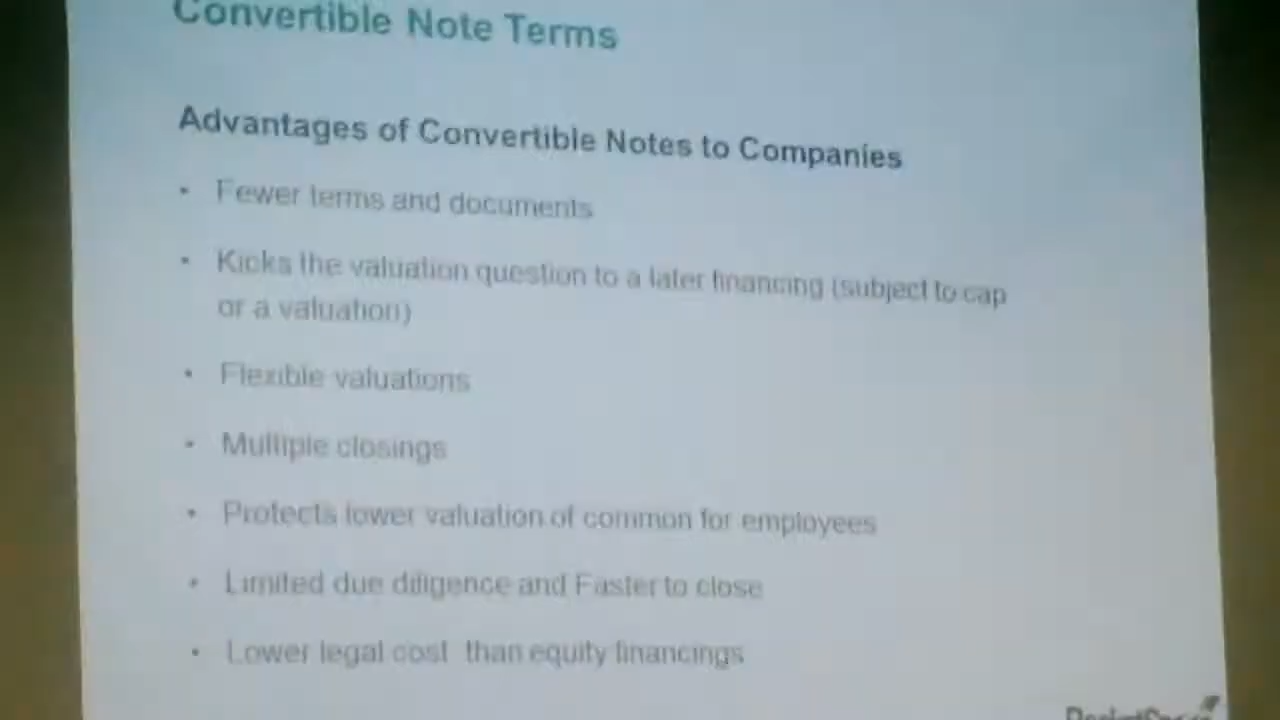 Convertible Note Terms
Advantages of Convertible Notes to Companies
• Fewer terms and documents
• Kicks the valuation question to a later financing (subject to cap
or a valuation)
• Flexible valuations
• Multiple closings
• Protects lower valuation of common for employees
• Limited due diligence and Faster to close
• Lower legal cost than equity financings